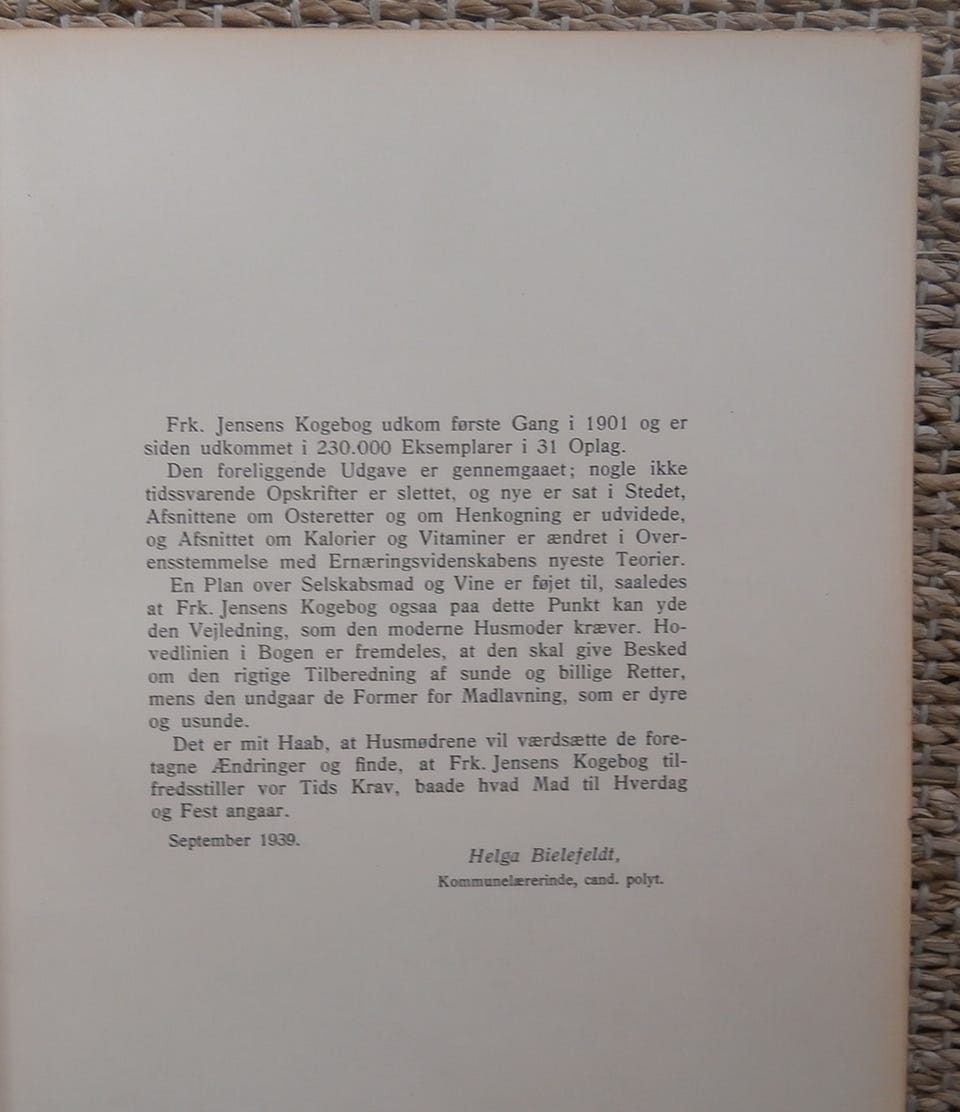 Frk. Jensens Kogebog udkom første Gang i 1901 og er
siden udkommet i 230.000 Eksemplarer i 31 Oplag.
Den foreliggende Udgave er gennemgaaet; nogle ikke
tidssvarende Opskrifter er slettet, og nye er sat i Stedet,
Afsnittene om Osteretter og om Henkogning er udvidede,
og Afsnittet om Kalorier og Vitaminer er ændret i Over-
ensstemmelse med Ernæringsvidenskabens nyeste Teorier.
En Plan over Selskabsmad og Vine er føjet til, saaledes
at Frk. Jensens Kogebog ogsaa paa dette Punkt kan yde
den Vejledning, som den moderne Husmoder kræver. Ho-
vedlinien i Bogen er fremdeles, at den skal give Besked
om den rigtige Tilberedning af sunde og billige Retter,
mens den undgaar de Former for Madlavning, som er dyre
og usunde.
Det er mit Haab, at Husmødrene vil værdsætte de fore-
tagne Ændringer og finde, at Frk. Jensens Kogebog til-
fredsstiller vor Tids Krav, baade hvad Mad til Hverdag
og Fest angaar.
September 1939.
Helga Bielefeldt,
Kommunelærerinde, cand. polyt.